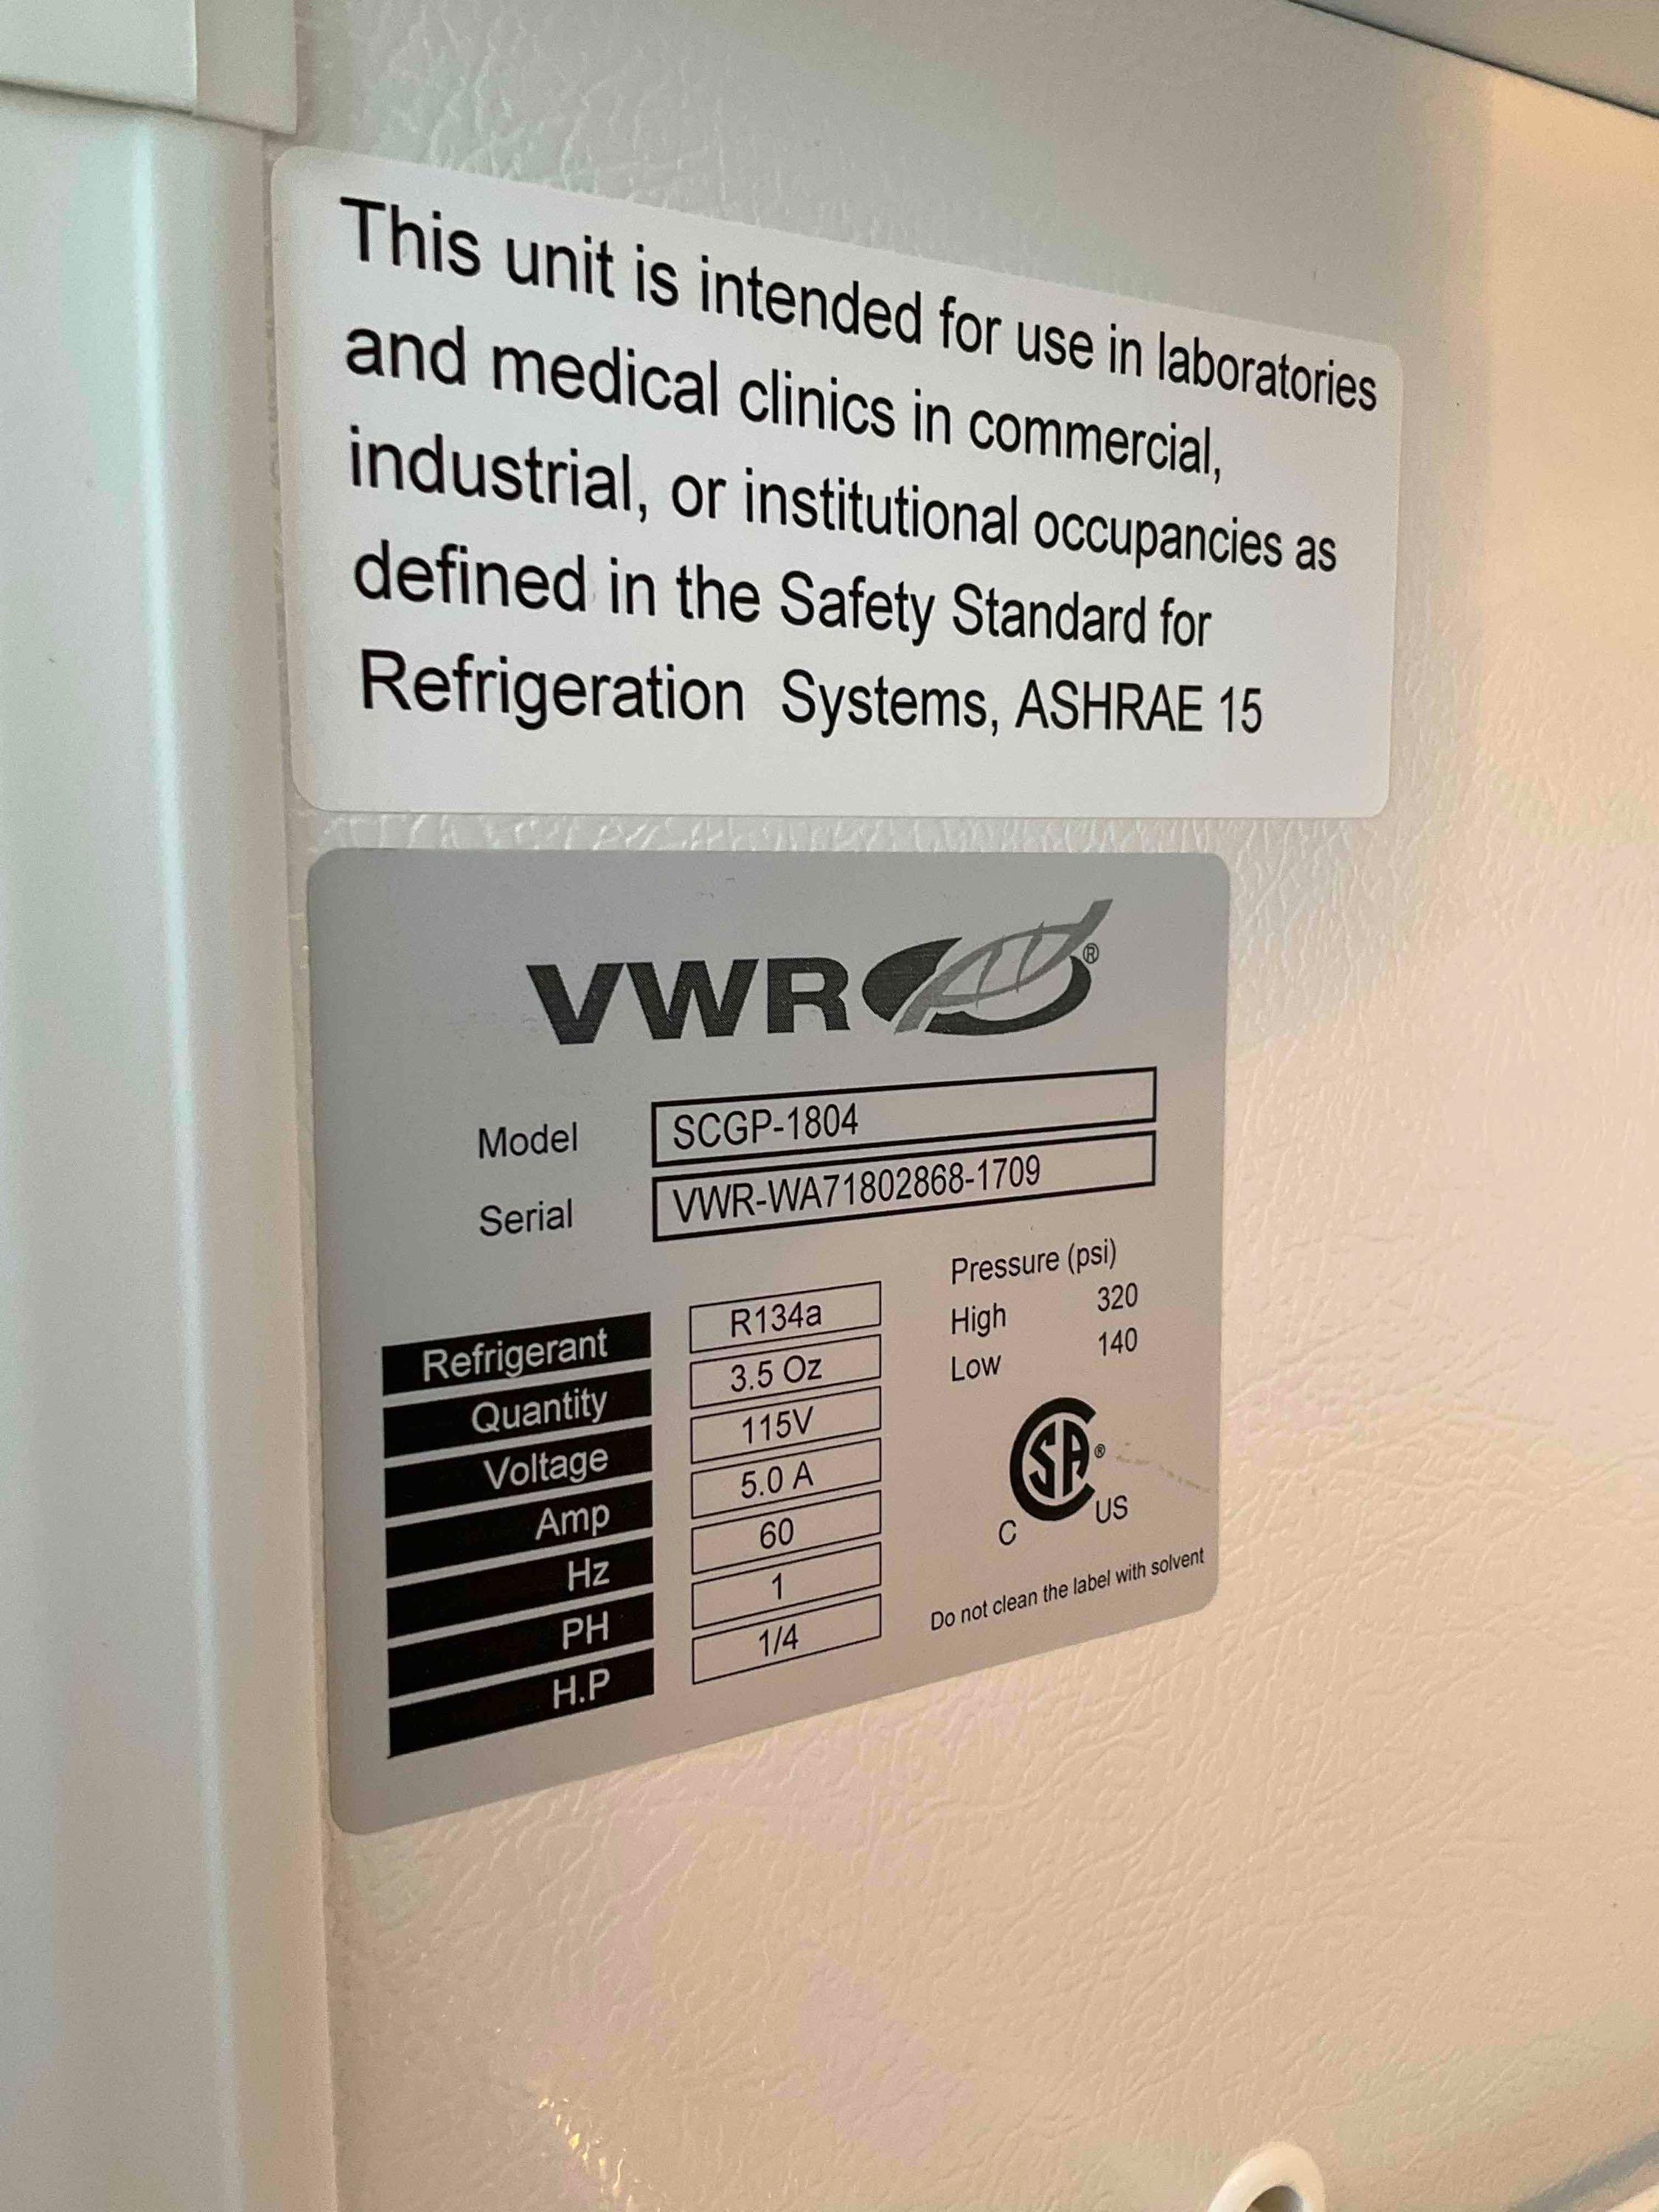 This unit is intended for use in laboratories
and medical clinics in commercial,
industrial, or institutional occupancies as
defined in the Safety Standard for
Refrigeration Systems, ASHRAE 15
VWR ®
Model SCGP-1804
Serial VWR-WA71802868-1709
Refrigerant R134a
Quantity 3.5 Oz
Voltage 115V
Amp 5.0 A
Hz 60
PH 1
H.P 1/4
Pressure (psi)
High 320
Low 140
SA ®
C US
Do not clean the label with solvent